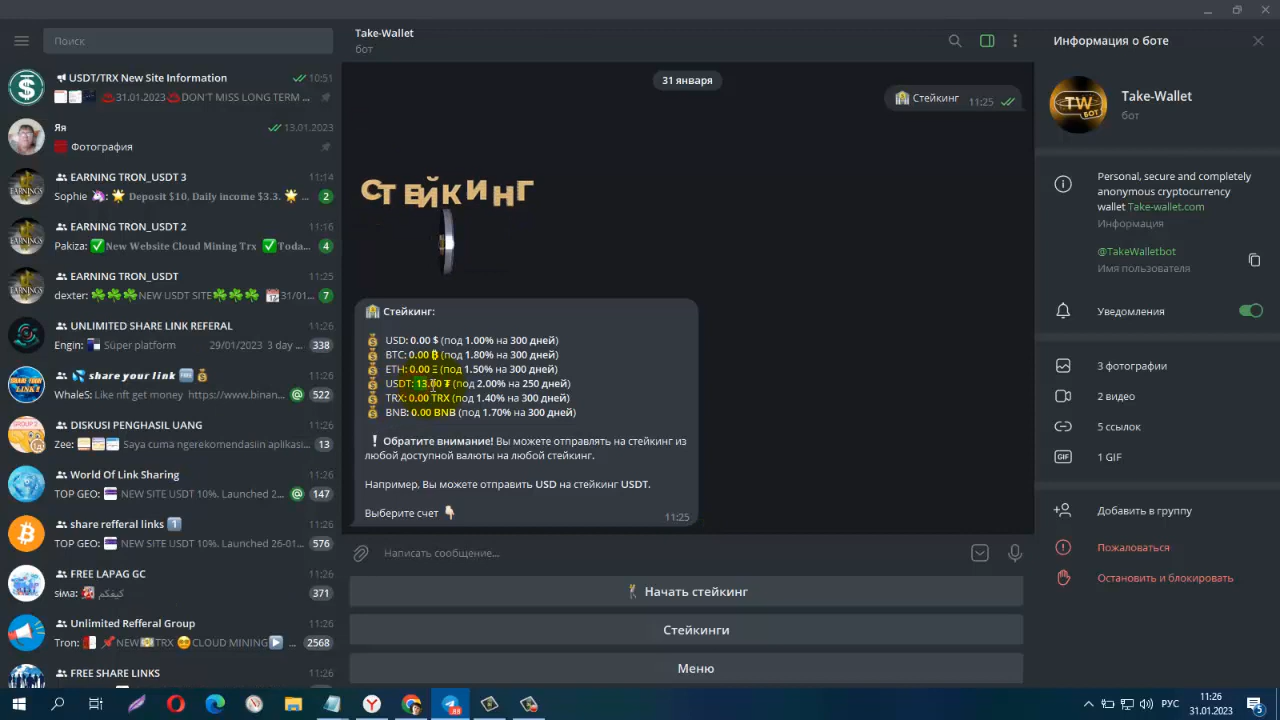 Поиск
USDT/TRX New Site Information
10:51
31.01.2023 DON'T MISS LONG TERM ...
Яя
13.01.2023
Фотография
EARNING TRON_USDT 3
11:14
Sophie 🦄: 🌟 Deposit $10, Daily income $3.3. 🌟 ...
2
EARNING TRON_USDT 2
11:16
Pakiza: ✅New Website Cloud Mining Trx ✅Toda...
4
EARNING TRON_USDT
11:25
dexter: ☘☘☘NEW USDT SITE☘☘☘ 📆31/01...
7
UNLIMITED SHARE LINK REFERAL
11:26
Engin: Süper platform 29/01/2023 3 day ...
338
share your link FREE 💰
11:26
WhaleS: Like nft get money https://www.binan...
@ 522
DISKUSI PENGHASIL UANG
11:26
Zee: Saya cuma ngerekomendasiin aplikasi...
13
World Of Link Sharing
11:26
TOP GEO: NEW SITE USDT 10%. Launched 2...
@ 147
share refferal links 1
11:26
TOP GEO: NEW SITE USDT 10%. Launched 26-01...
576
FREE LAPAG GC
11:26
sıмa: كيفكم
371
Unlimited Refferal Group
11:26
Tron: NEW TRX CLOUD MINING ...
2568
FREE SHARE LINKS
11:26
Take-Wallet
бот
31 января
Стейкинг 11:25
СТЕЙКИНГ
Стейкинг:
USD: 0.00 $ (под 1.00% на 300 дней)
BTC: 0.00 ₿ (под 1.80% на 300 дней)
ETH: 0.00 Ξ (под 1.50% на 300 дней)
USDT: 13.00 ₮ (под 2.00% на 250 дней)
TRX: 0.00 TRX (под 1.40% на 300 дней)
BNB: 0.00 BNB (под 1.70% на 300 дней)
❕ Обратите внимание! Вы можете отправлять на стейкинг из
любой доступной валюты на любой стейкинг.
Например, Вы можете отправить USD на стейкинг USDT.
Выберите счет 👇🏻
11:25
Написать сообщение...
Начать стейкинг
Стейкинги
Меню
Информация о боте
TW
БОТ
Take-Wallet
бот
Personal, secure and completely
anonymous cryptocurrency
wallet Take-wallet.com
Информация
@TakeWalletbot
Имя пользователя
Уведомления
3 фотографии
2 видео
5 ссылок
GIF 1 GIF
Добавить в группу
Пожаловаться
Остановить и блокировать
РУС
11:26
31.01.2023
5